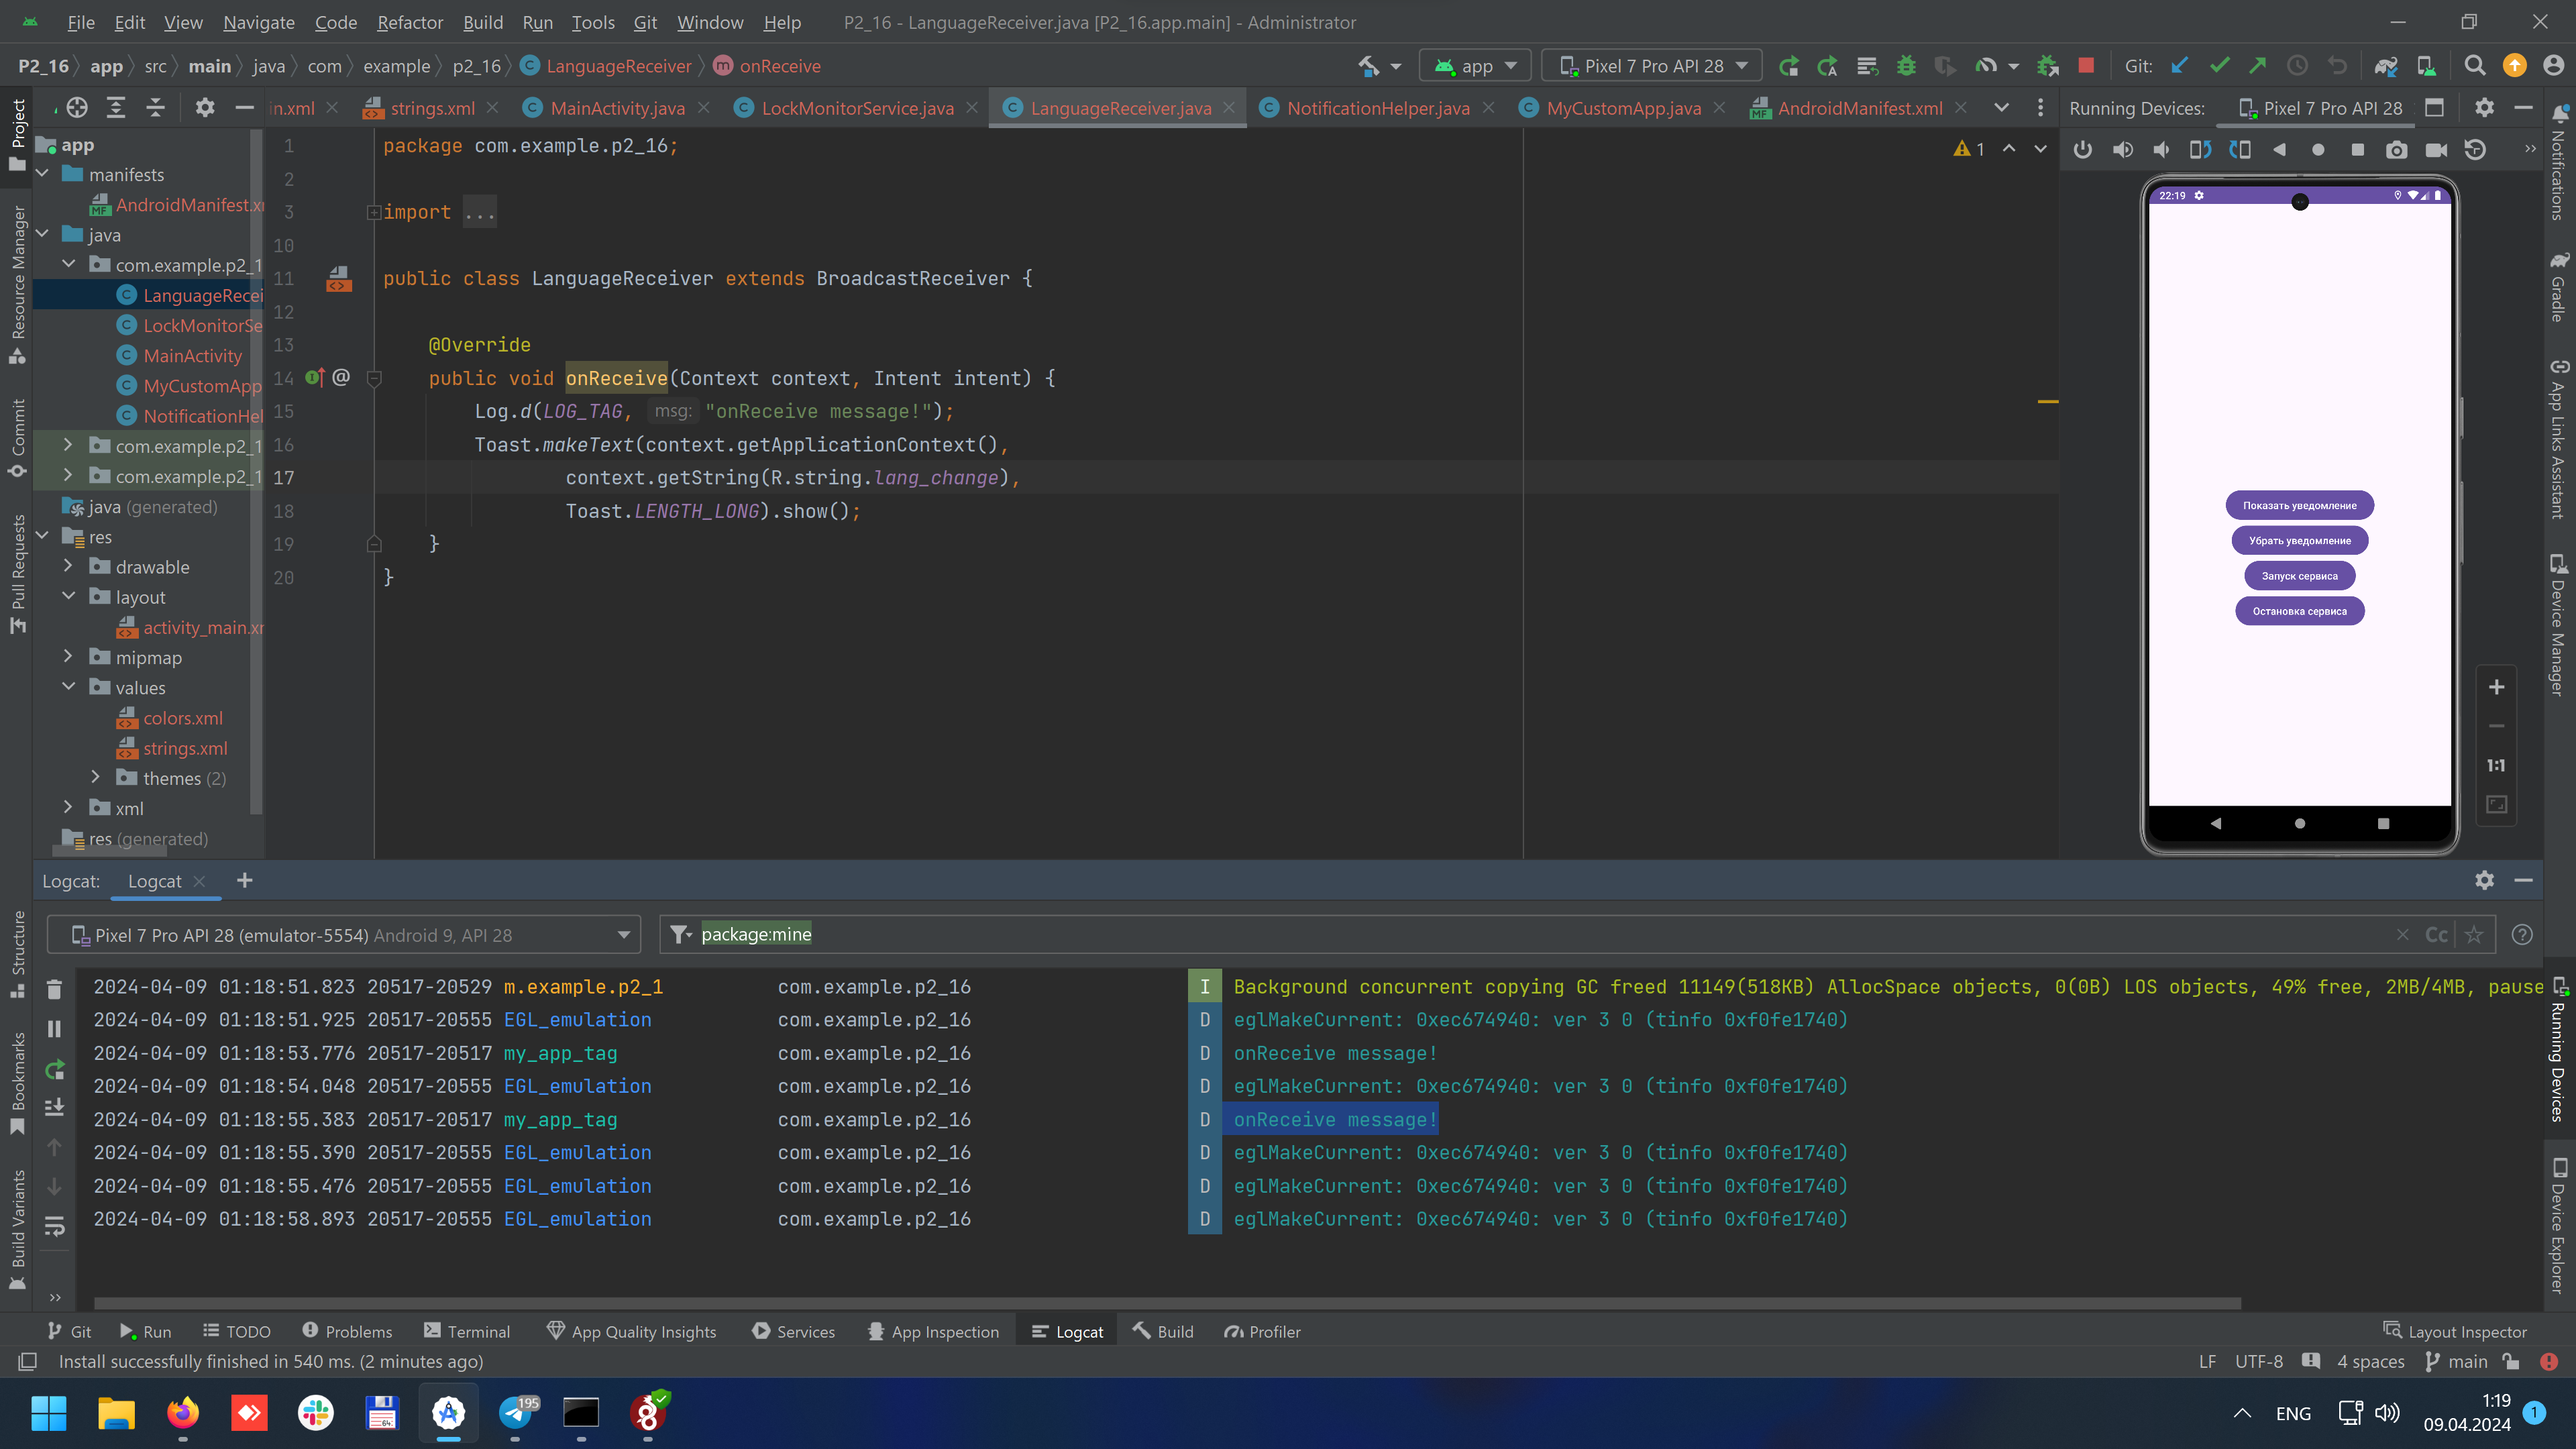 File Edit View Navigate Code Refactor Build Run Tools Git Window Help P2_16 - LanguageReceiver.java [P2_16.app.main] - Administrator
P2_16 app src main java com example p2_16 LanguageReceiver onReceive app Pixel 7 Pro API 28 Git:
in.xml strings.xml MainActivity.java LockMonitorService.java LanguageReceiver.java NotificationHelper.java MyCustomApp.java AndroidManifest.xml Running Devices: Pixel 7 Pro API 28
Project
Resource Manager
Commit
Pull Requests
Structure
Bookmarks
Build Variants
app
manifests
AndroidManifest.x
java
com.example.p2_1
LanguageRecei
LockMonitorSe
MainActivity
MyCustomApp
NotificationHel
com.example.p2_1
com.example.p2_1
java (generated)
res
drawable
layout
activity_main.x
mipmap
values
colors.xml
strings.xml
themes (2)
xml
res (generated)
1 package com.example.p2_16;
2
3 import ...
10
11 public class LanguageReceiver extends BroadcastReceiver {
12
13 @Override
14 public void onReceive(Context context, Intent intent) {
15 Log.d(LOG_TAG, msg: "onReceive message!");
16 Toast.makeText(context.getApplicationContext(),
17 context.getString(R.string.lang_change),
18 Toast.LENGTH_LONG).show();
19 }
20 }
1
22:19
Показать уведомление
Убрать уведомление
Запуск сервиса
Остановка сервиса
1:1
Notifications
Gradle
App Links Assistant
Device Manager
Running Devices
Device Explorer
Logcat: Logcat
Pixel 7 Pro API 28 (emulator-5554) Android 9, API 28 package:mine Cc
2024-04-09 01:18:51.823 20517-20529 m.example.p2_1 com.example.p2_16 I Background concurrent copying GC freed 11149(518KB) AllocSpace objects, 0(0B) LOS objects, 49% free, 2MB/4MB, pause
2024-04-09 01:18:51.925 20517-20555 EGL_emulation com.example.p2_16 D eglMakeCurrent: 0xec674940: ver 3 0 (tinfo 0xf0fe1740)
2024-04-09 01:18:53.776 20517-20517 my_app_tag com.example.p2_16 D onReceive message!
2024-04-09 01:18:54.048 20517-20555 EGL_emulation com.example.p2_16 D eglMakeCurrent: 0xec674940: ver 3 0 (tinfo 0xf0fe1740)
2024-04-09 01:18:55.383 20517-20517 my_app_tag com.example.p2_16 D onReceive message!
2024-04-09 01:18:55.390 20517-20555 EGL_emulation com.example.p2_16 D eglMakeCurrent: 0xec674940: ver 3 0 (tinfo 0xf0fe1740)
2024-04-09 01:18:55.476 20517-20555 EGL_emulation com.example.p2_16 D eglMakeCurrent: 0xec674940: ver 3 0 (tinfo 0xf0fe1740)
2024-04-09 01:18:58.893 20517-20555 EGL_emulation com.example.p2_16 D eglMakeCurrent: 0xec674940: ver 3 0 (tinfo 0xf0fe1740)
Git Run TODO Problems Terminal App Quality Insights Services App Inspection Logcat Build Profiler Layout Inspector
Install successfully finished in 540 ms. (2 minutes ago) LF UTF-8 4 spaces main
64 195 ENG 1:19
09.04.2024 1